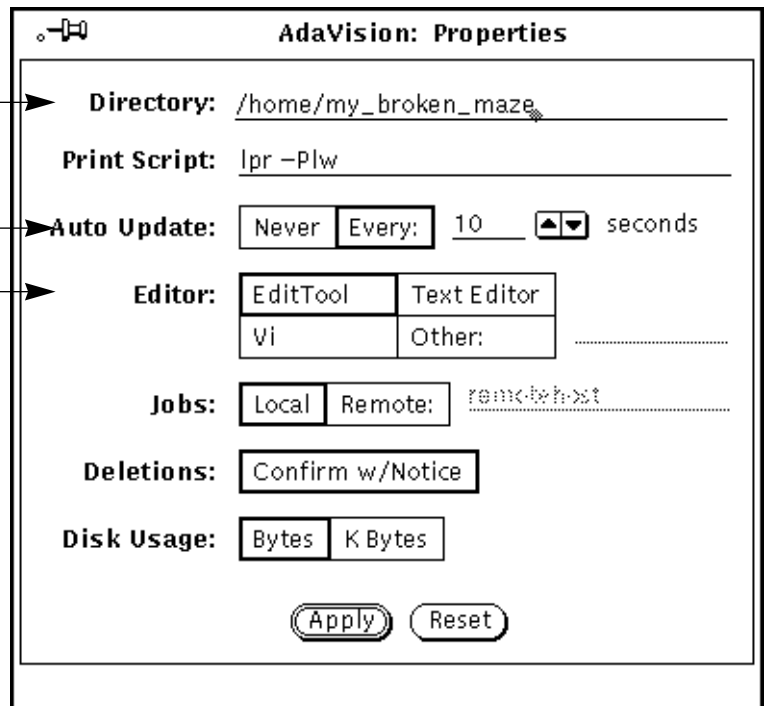 AdaVision: Properties
Directory: /home/my_broken_maze
Print Script: lpr –Plw
Auto Update: Never Every: 10 seconds
Editor: EditTool Text Editor
Vi Other:
Jobs: Local Remote: remotehost
Deletions: Confirm w/Notice
Disk Usage: Bytes K Bytes
Apply Reset